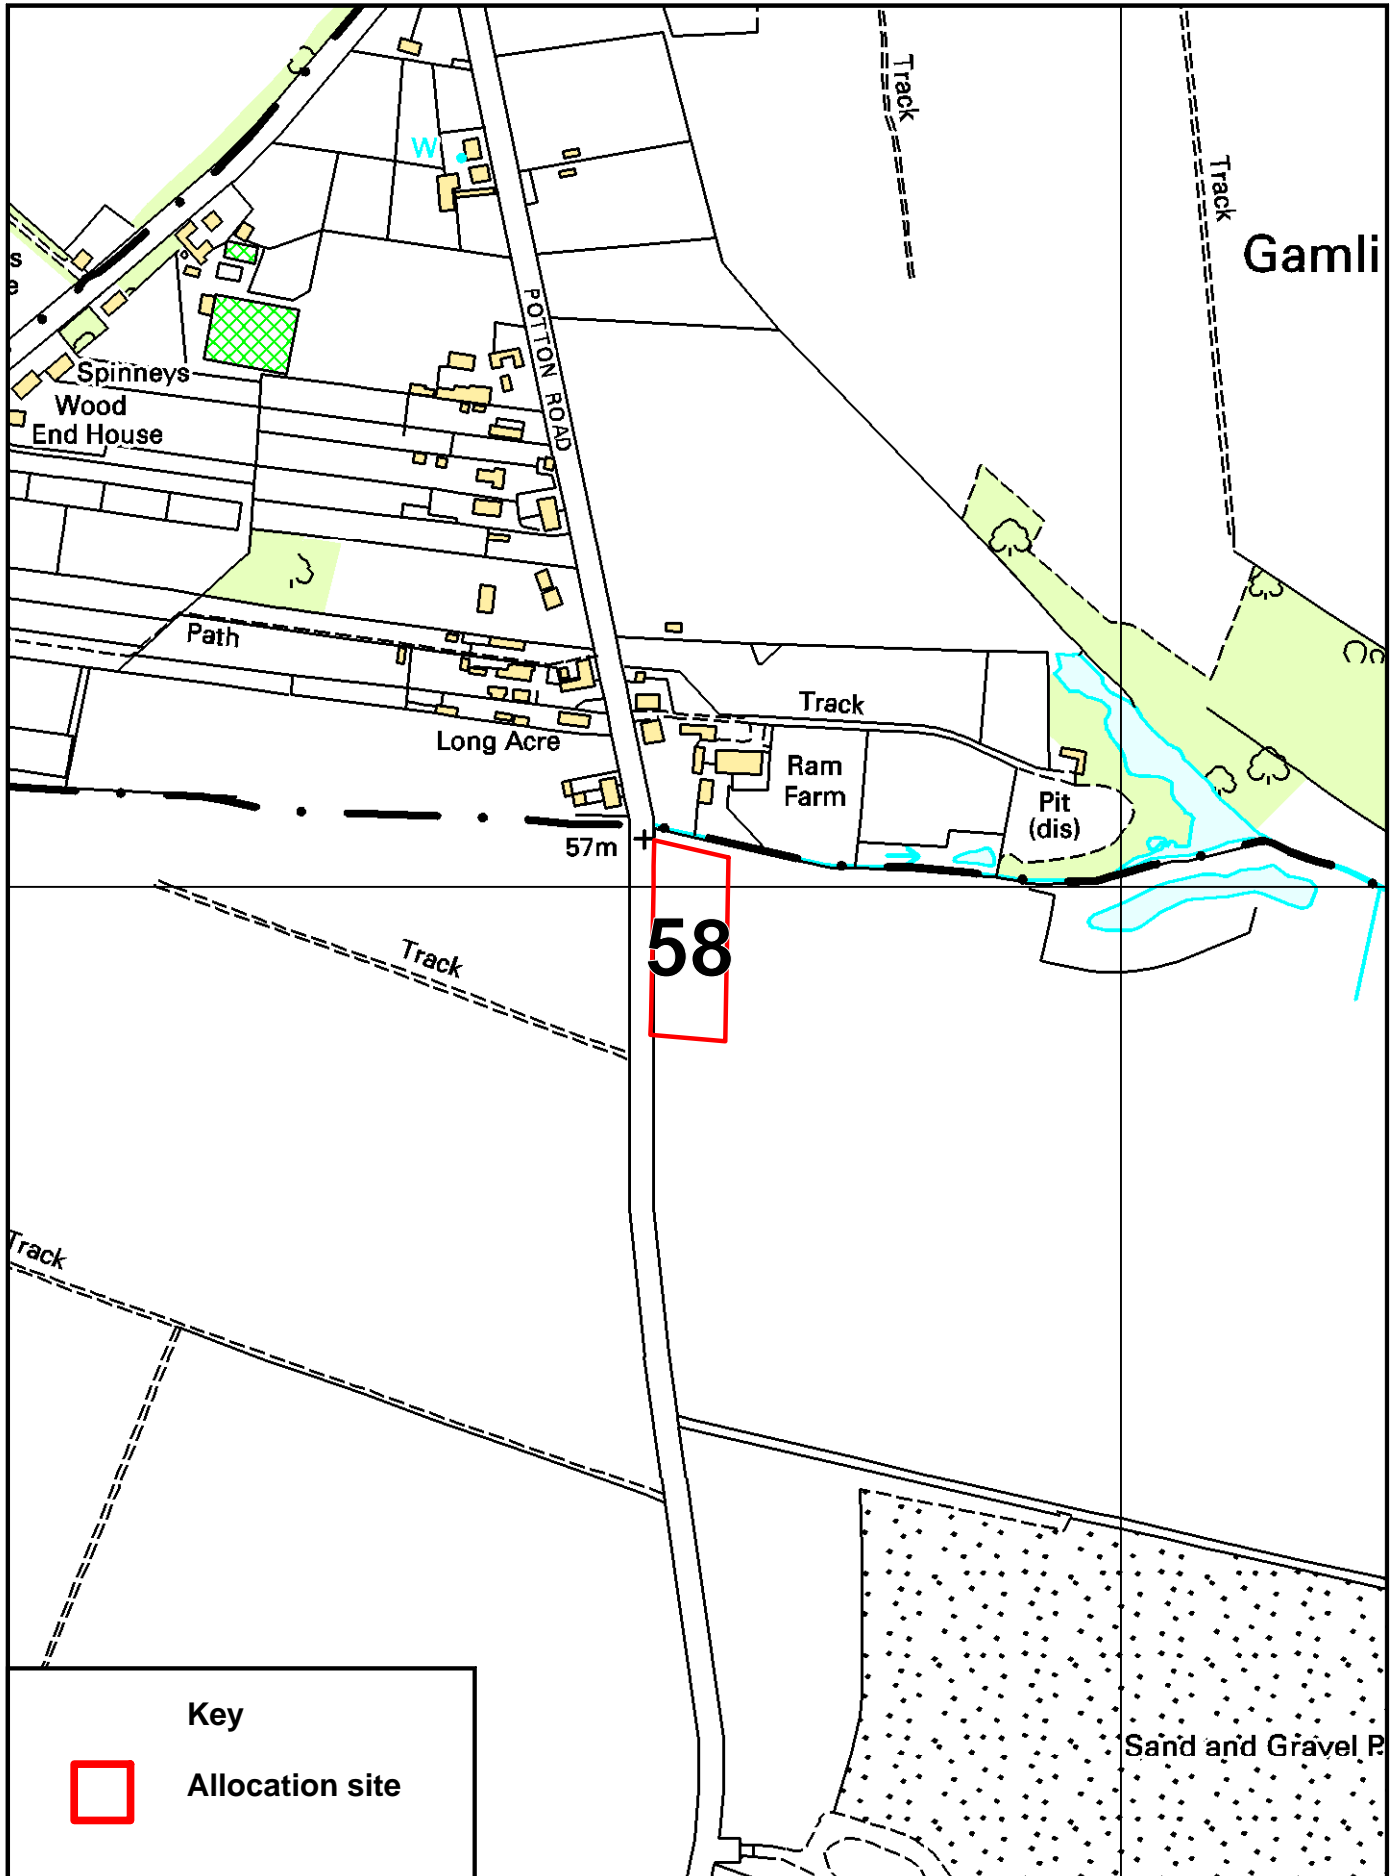 Track
W
Track
Gamli
s
e
POTTON ROAD
Spinneys
Wood
End House
Path
Track
Long Acre
Ram
Farm
Pit
(dis)
57m
58
Track
Track
Key
Sand and Gravel P
Allocation site